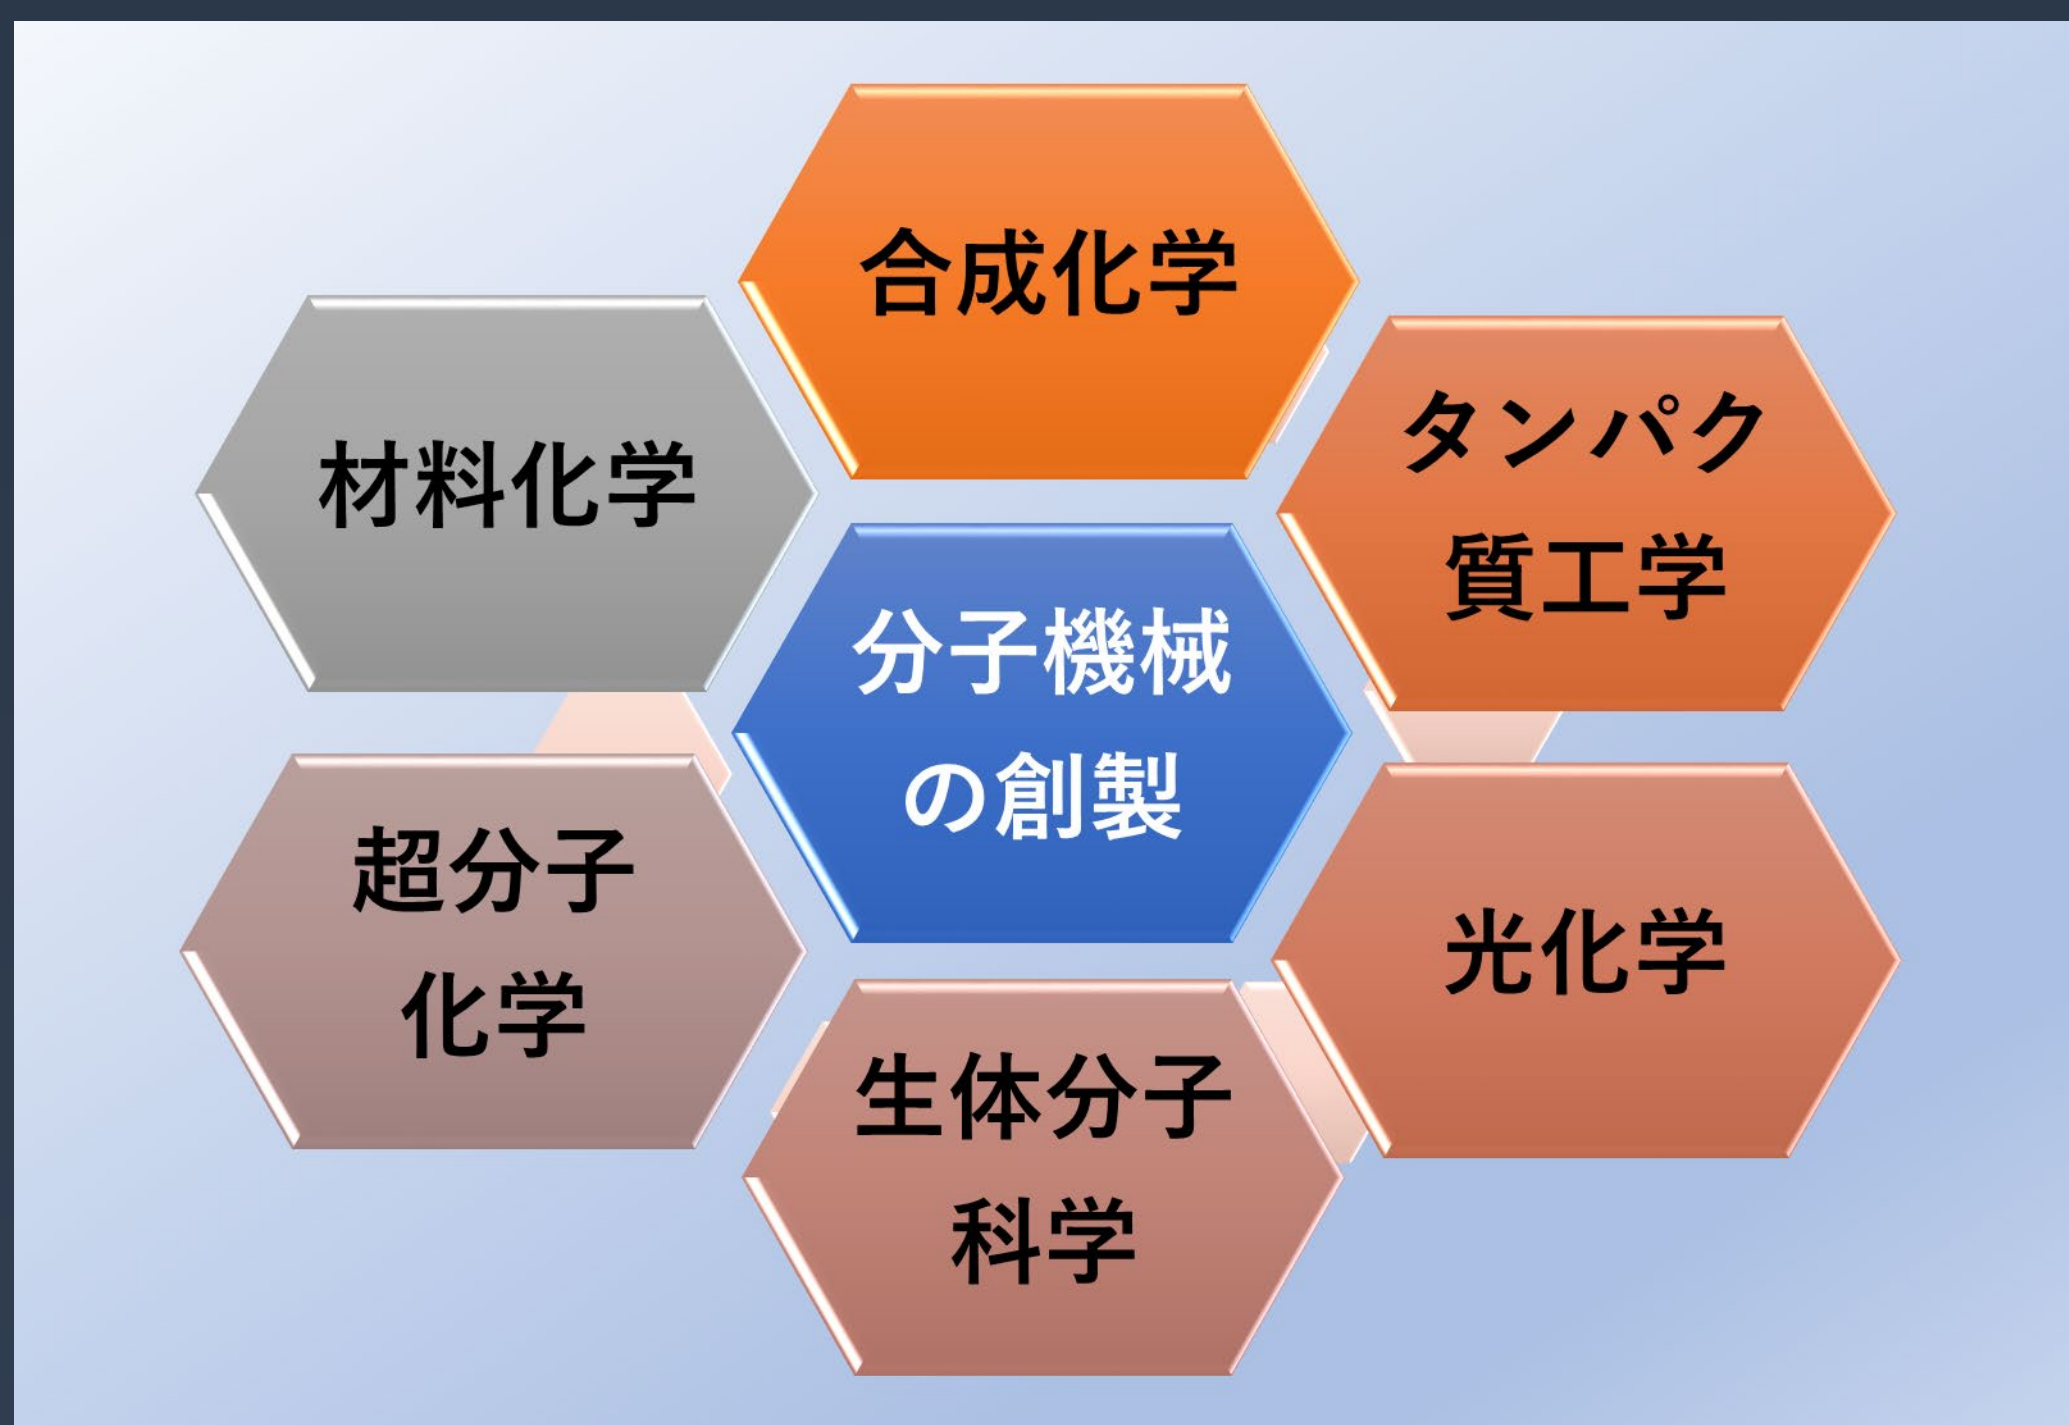 合成化学
材料化学
タンパク
質工学
分子機械
の創製
超分子
化学
光化学
生体分子
科学